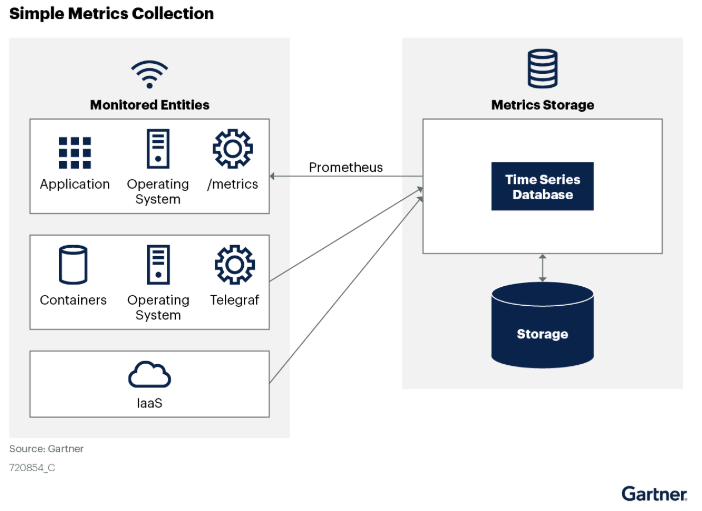 Simple Metrics Collection
Monitored Entities
Metrics Storage
Application
Operating
System
/metrics
Prometheus
Time Series
Database
Containers
Operating
System
Telegraf
Storage
IaaS
Source: Gartner
720854_C
Gartner.